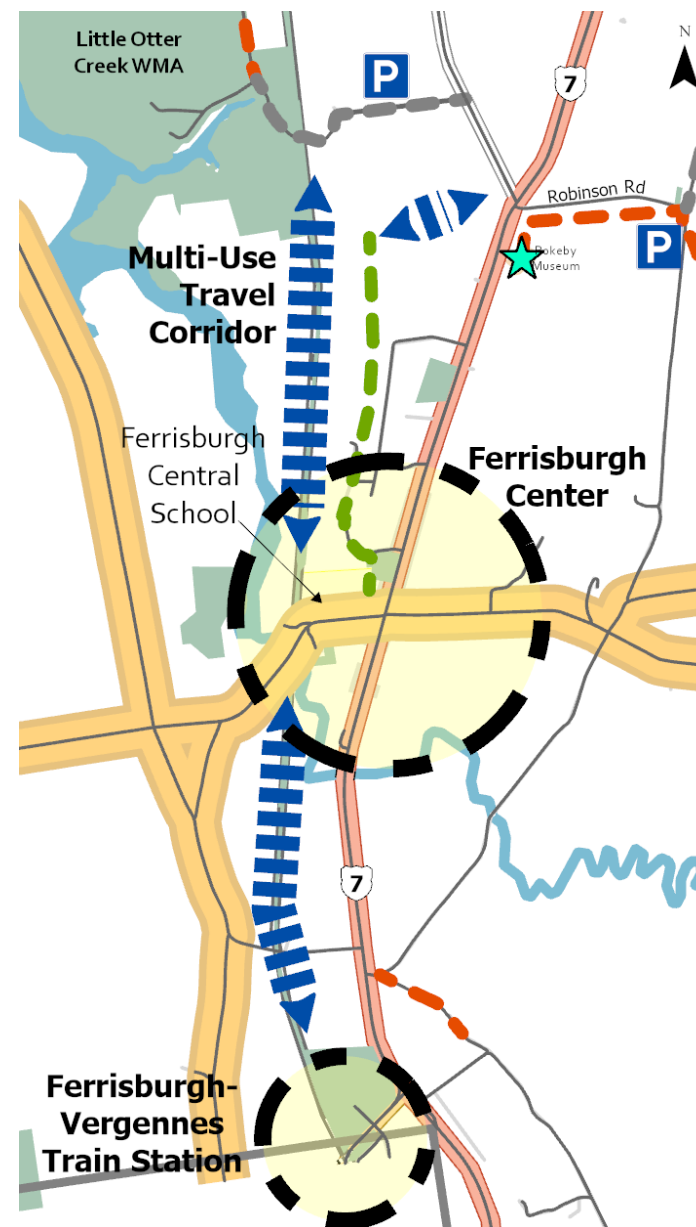 Little Otter
Creek WMA
P
7
N
Robinson Rd
P
Rokeby
Museum
Multi-Use
Travel
Corridor
Ferrisburgh
Central
School
Ferrisburgh
Center
7
Ferrisburgh-
Vergennes
Train Station